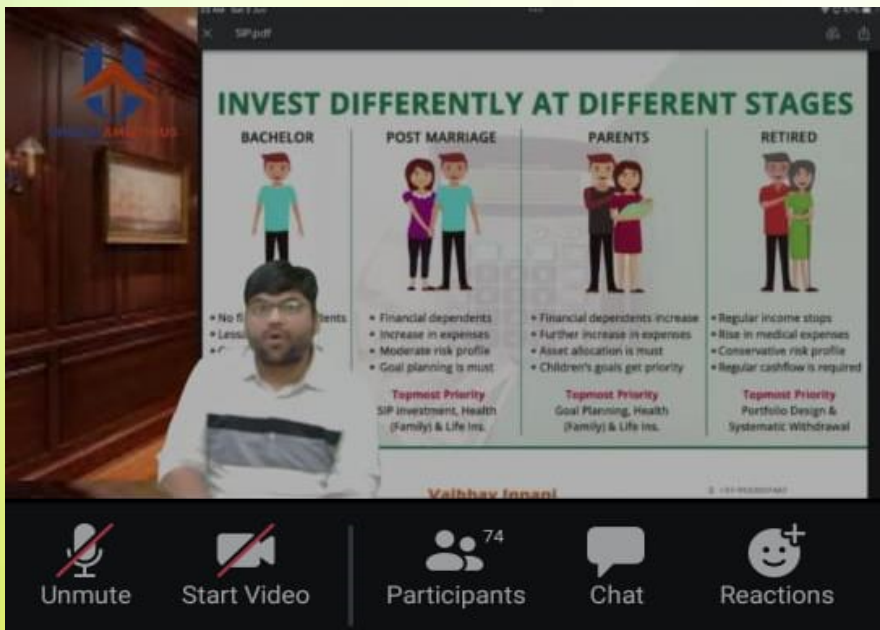 SIP.pdf
INVEST DIFFERENTLY AT DIFFERENT STAGES
BACHELOR
• No
• Less
POST MARRIAGE
• Financial dependents
• Increase in expenses
• Moderate risk profile
• Goal planning is must
Topmost Priority
SIP investment, Health
(Family) & Life Ins.
PARENTS
• Financial dependents increase
• Further increase in expenses
• Asset allocation is must
• Children's goals get priority
Topmost Priority
Goal Planning, Health
(Family) & Life Ins.
RETIRED
• Regular income stops
• Rise in medical expenses
• Conservative risk profile
• Regular cashflow is required
Topmost Priority
Portfolio Design &
Systematic Withdrawal
Vaibhav
Unmute
Start Video
74
Participants
Chat
Reactions